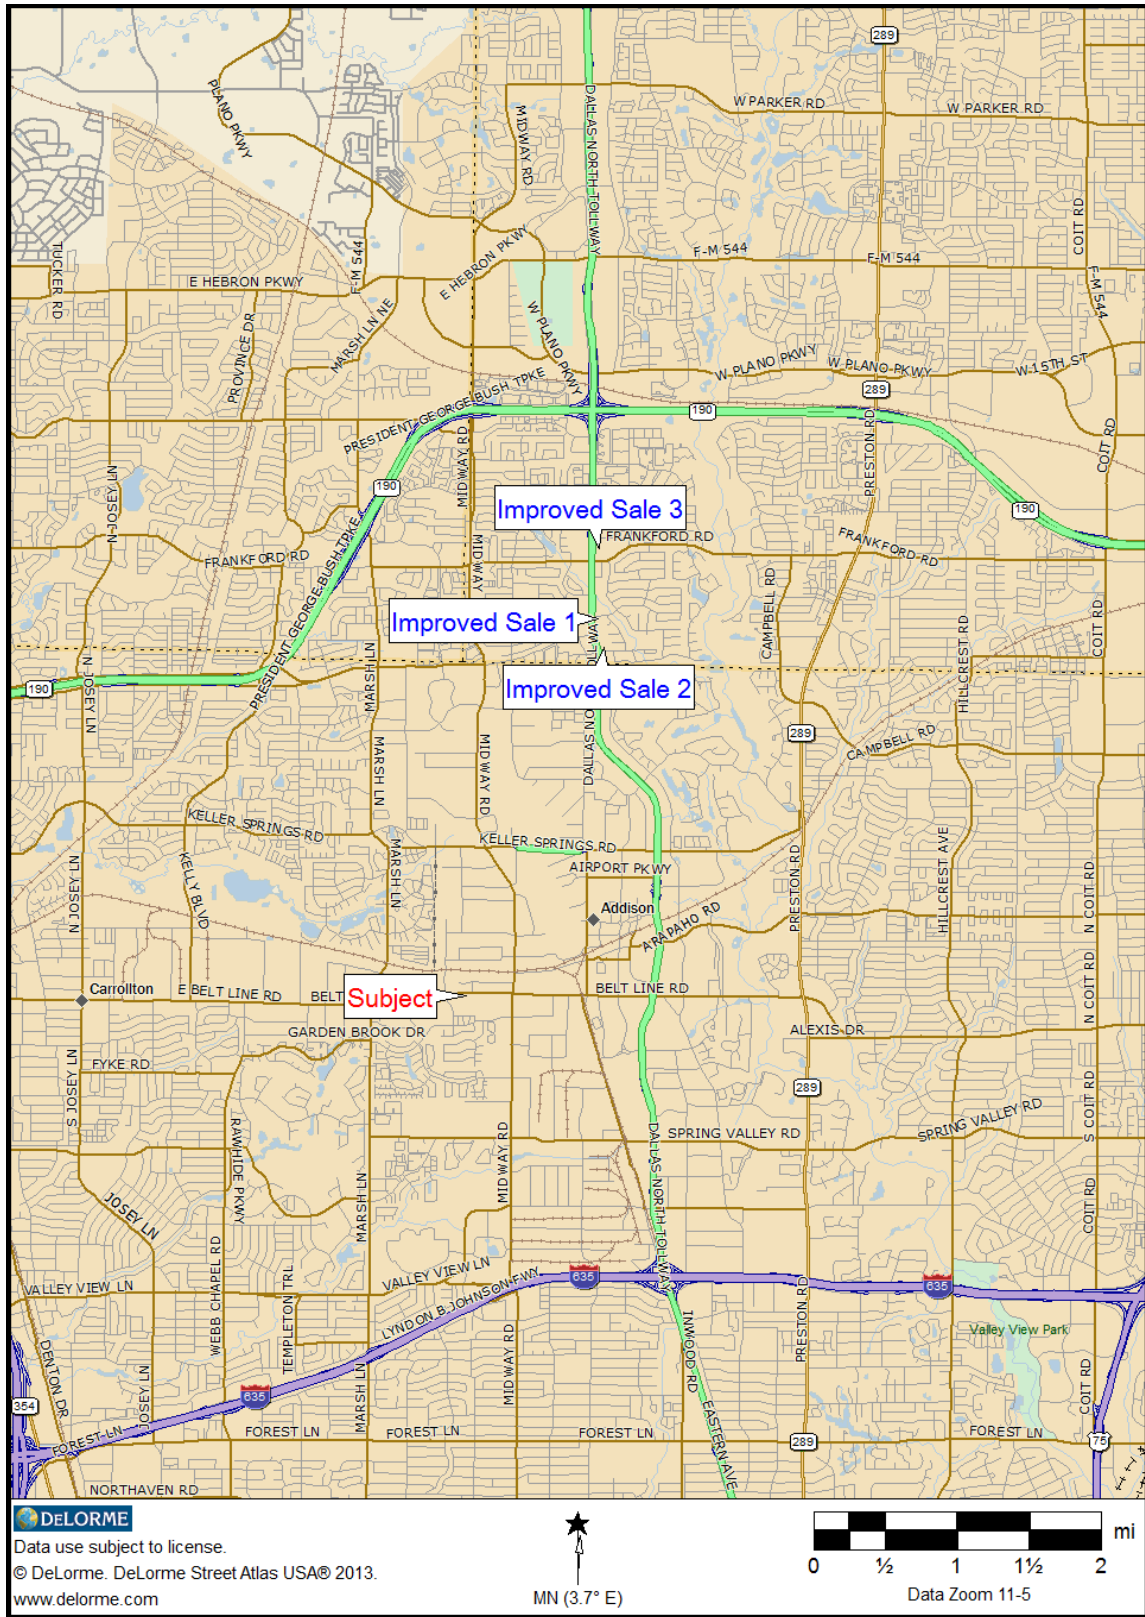 289
W PARKER RD
W PARKER RD
PLANO PKWY
MIDWAY RD
DALLAS NORTH TOLLWAY
COIT RD
TUCKER RD
F-M 544
E HEBRON PKWY
E HEBRON PKWY
F-M 544
F-M 544
F-M 544
PROVINCE DR
MARSH LN NE
W PLANO PKWY
W PLANO PKWY
W PLANO PKWY
W 15TH ST
289
PRESIDENT GEORGE BUSH TPKE
190
PRESTON RD
COIT RD
N JOSEY LN
MIDWAY RD
190
190
Improved Sale 3
FRANKFORD RD
FRANKFORD RD
FRANKFORD RD
PRESIDENT GEORGE BUSH TPKE
MIDWAY
CAMPBELL RD
Improved Sale 1
HILLCREST RD
COIT RD
190
N JOSEY LN
PRESIDENT GEORGE BUSH TPKE
MARSH LN
Improved Sale 2
DALLAS NO
289
CAMPBELL RD
MARSH LN
MIDWAY RD
KELLER SPRINGS RD
KELLER SPRINGS RD
AIRPORT PKWY
N JOSEY LN
KELLY BLVD
MARSH LN
Addison
ARAPAHO RD
PRESTON RD
HILLCREST AVE
N COIT RD
Carrollton
E BELT LINE RD
BELT
Subject
BELT LINE RD
N COIT RD
GARDEN BROOK DR
ALEXIS DR
FYKE RD
S JOSEY LN
289
RAWHIDE PKWY
MIDWAY RD
SPRING VALLEY RD
SPRING VALLEY RD
S COIT RD
DALLAS NORTH TOLLWAY
JOSEY LN
MARSH LN
COIT RD
VALLEY VIEW LN
WEBB CHAPEL RD
TEMPLETON TRL
VALLEY VIEW LN
LYNDON B JOHNSON FWY
635
635
PRESTON RD
INWOOD RD
Valley View Park
DENTON DR
JOSEY LN
MARSH LN
MIDWAY RD
COIT RD
354
635
EASTERN AVE
FOREST LN
FOREST LN
FOREST LN
FOREST LN
289
FOREST LN
75
NORTHAVEN RD
DELORME
Data use subject to license.
© DeLorme. DeLorme Street Atlas USA® 2013.
www.delorme.com
MN (3.7° E)
mi
0 ½ 1 1½ 2
Data Zoom 11-5